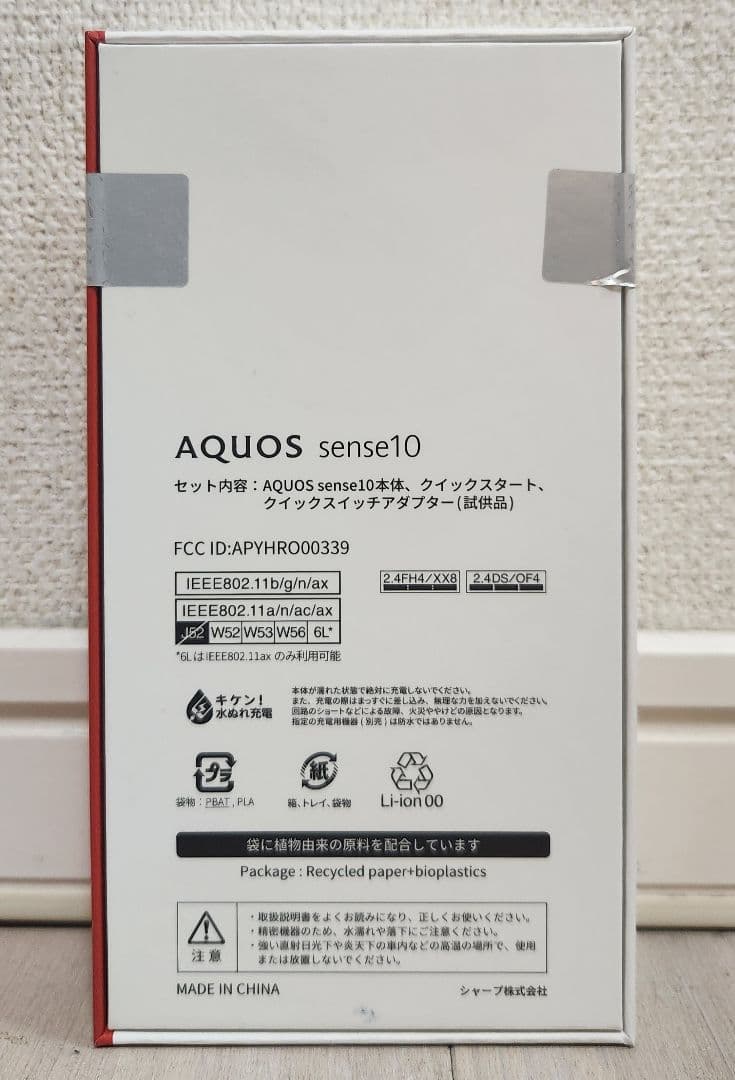 AQUOS sense10
セット内容：AQUOS sense10本体、クイックスタート、
クイックスイッチアダプター(試供品)
FCC ID:APYHRO00339
IEEE802.11b/g/n/ax
2.4FH4/XX8
2.4DS/OF4
IEEE802.11a/n/ac/ax
J52 W52 W53 W56 6L*
*6LはIEEE802.11ax のみ利用可能
キケン！
水ぬれ充電
本体が濡れた状態で絶対に充電しないでください。
また、充電の際はまっすぐに差し込み、無理な力を加えないでください。
回路のショートなどによる故障、火災ややけどの原因となります。
指定の充電用機器(別売)は防水ではありません。
プラ
袋物：PBAT , PLA
紙
箱、トレイ、袋物
Li-ion 00
袋に植物由来の原料を配合しています
Package : Recycled paper+bioplastics
注意
・取扱説明書をよくお読みになり、正しくお使いください。
・精密機器のため、水濡れや落下にご注意ください。
・強い直射日光下や炎天下の車内などの高温の場所で、使用
または放置しないでください。
MADE IN CHINA
シャープ株式会社